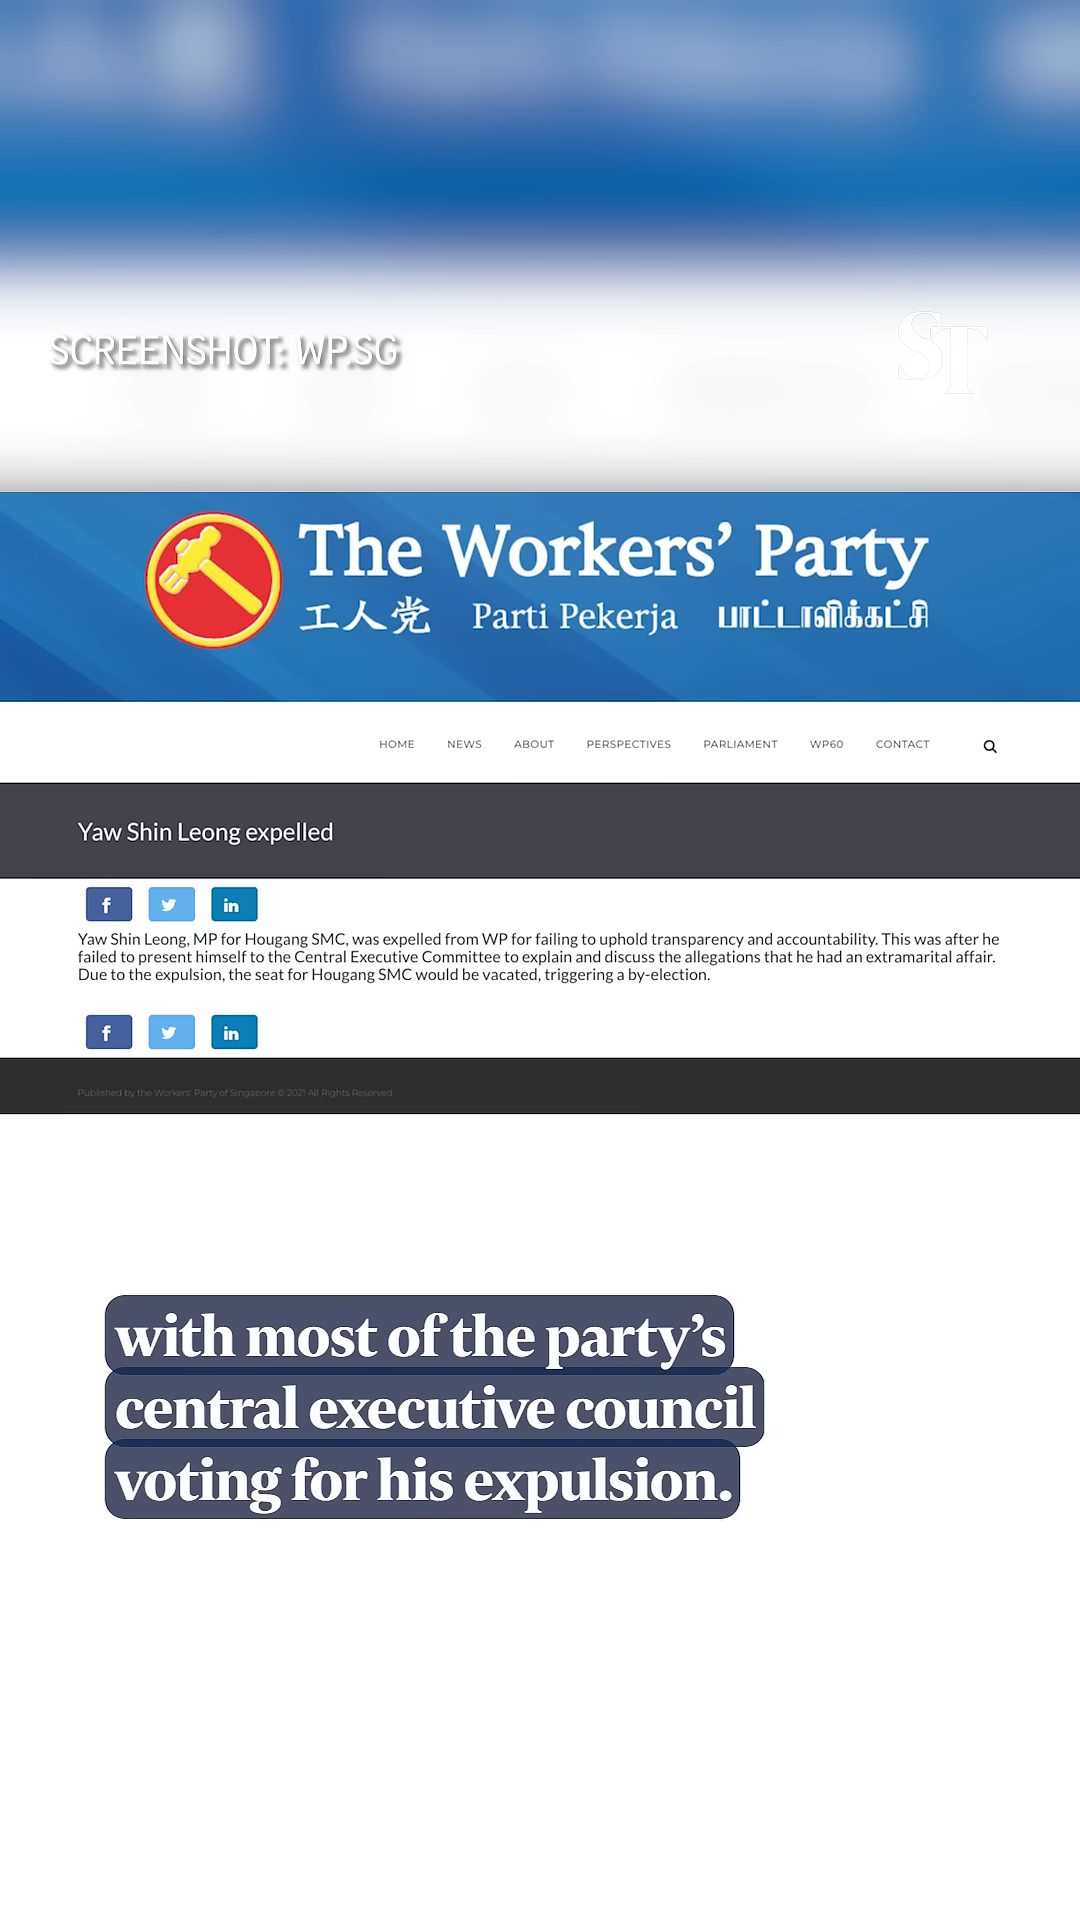 SCREENSHOT: WP.SG
ST
The Workers' Party
工人党 Parti Pekerja பாட்டாளிக்கட்சி
HOME NEWS ABOUT PERSPECTIVES PARLIAMENT WP60 CONTACT
Yaw Shin Leong expelled
Yaw Shin Leong, MP for Hougang SMC, was expelled from WP for failing to uphold transparency and accountability. This was after he
failed to present himself to the Central Executive Committee to explain and discuss the allegations that he had an extramarital affair.
Due to the expulsion, the seat for Hougang SMC would be vacated, triggering a by-election.
Published by the Workers' Party of Singapore © 2021 All Rights Reserved
with most of the party's
central executive council
voting for his expulsion.